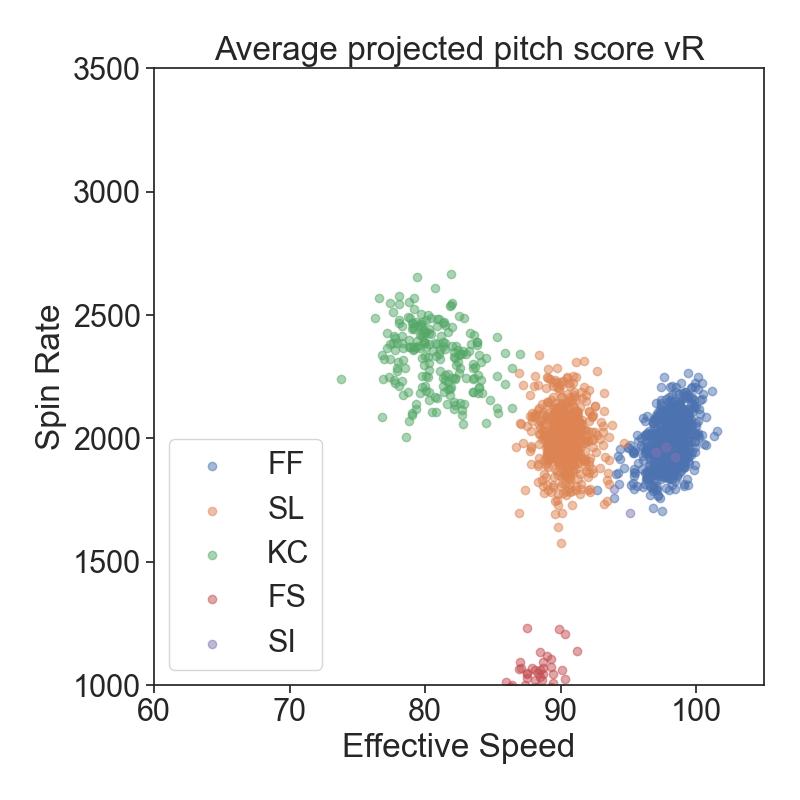 Average projected pitch score vR
3500
3000
2500
2000
1500
1000
Spin Rate
FF
SL
KC
FS
SI
60 70 80 90 100
Effective Speed